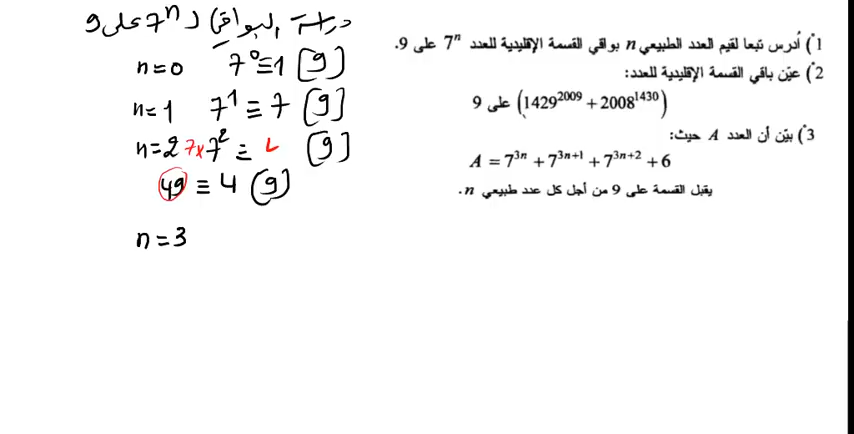 دراسة البواقي لـ 7^n على 9
n=0 7^0≡1 [9]
n=1 7^1≡7 [9]
n=2 7×7^2≡ [9]
49≡4 [9]
n=3
1°) أدرس تبعا لقيم العدد الطبيعي n بواقي القسمة الإقليدية للعدد 7^n على 9.
2°) عيّن باقي القسمة الإقليدية للعدد:
(1429^2009 + 2008^1430) على 9
3°) بيّن أن العدد A حيث:
A = 7^3n + 7^3n+1 + 7^3n+2 + 6
يقبل القسمة على 9 من أجل كل عدد طبيعي n.